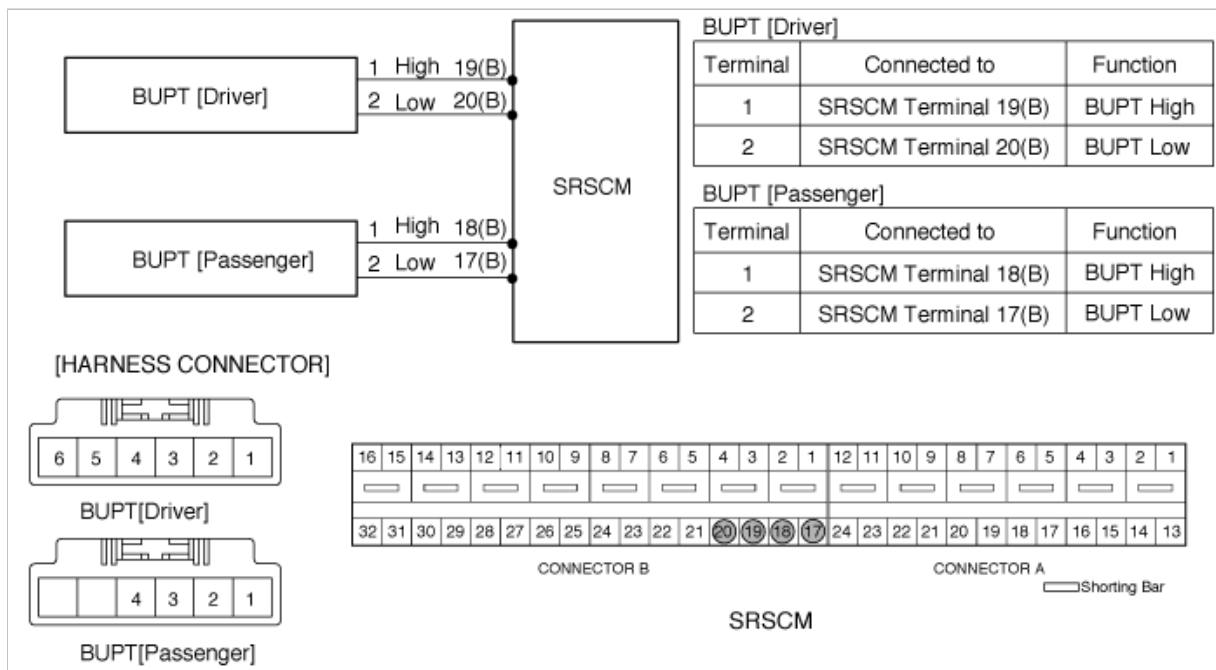 BUPT [Driver]
1 High 19(B)
2 Low 20(B)
BUPT [Passenger]
1 High 18(B)
2 Low 17(B)
SRSCM
BUPT [Driver]
Terminal Connected to Function
1 SRSCM Terminal 19(B) BUPT High
2 SRSCM Terminal 20(B) BUPT Low
BUPT [Passenger]
Terminal Connected to Function
1 SRSCM Terminal 18(B) BUPT High
2 SRSCM Terminal 17(B) BUPT Low
[HARNESS CONNECTOR]
6 5 4 3 2 1
BUPT[Driver]
4 3 2 1
BUPT[Passenger]
16 15 14 13 12 11 10 9 8 7 6 5 4 3 2 1 12 11 10 9 8 7 6 5 4 3 2 1
32 31 30 29 28 27 26 25 24 23 22 21 20 19 18 17 24 23 22 21 20 19 18 17 16 15 14 13
CONNECTOR B CONNECTOR A
Shorting Bar
SRSCM